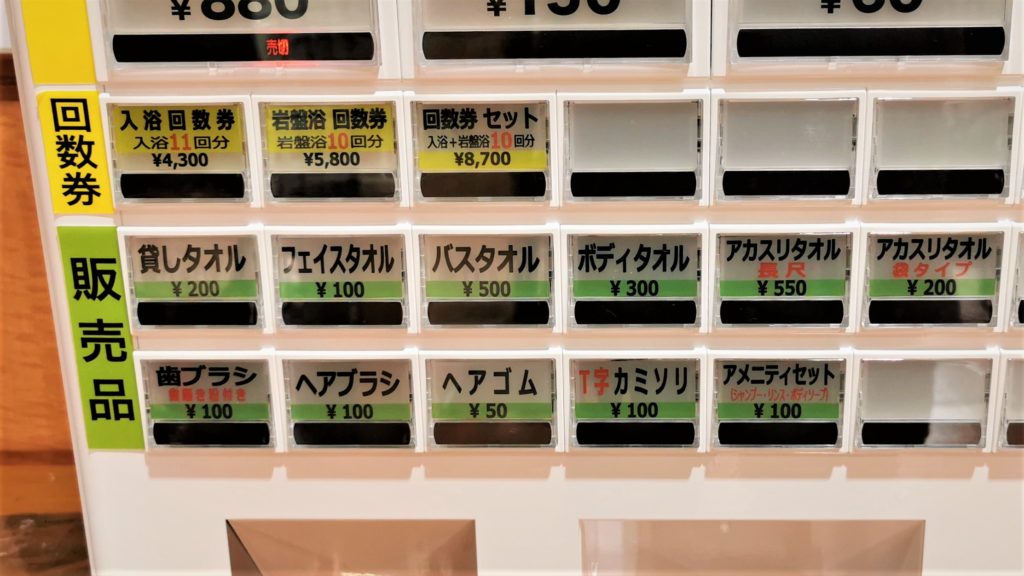 ¥880
¥150
売切
回数券
入浴回数券
入浴11回分
¥4,300
岩盤浴 回数券
岩盤浴10回分
¥5,800
回数券 セット
入浴+岩盤浴10回分
¥8,700
販売品
貸しタオル
¥200
フェイスタオル
¥100
バスタオル
¥500
ボディタオル
¥300
アカスリタオル
長尺
¥550
アカスリタオル
袋タイプ
¥200
歯ブラシ
歯磨き粉付き
¥100
ヘアブラシ
¥100
ヘアゴム
¥50
T字カミソリ
¥100
アメニティセット
(シャンプー・リンス・ボディソープ)
¥100